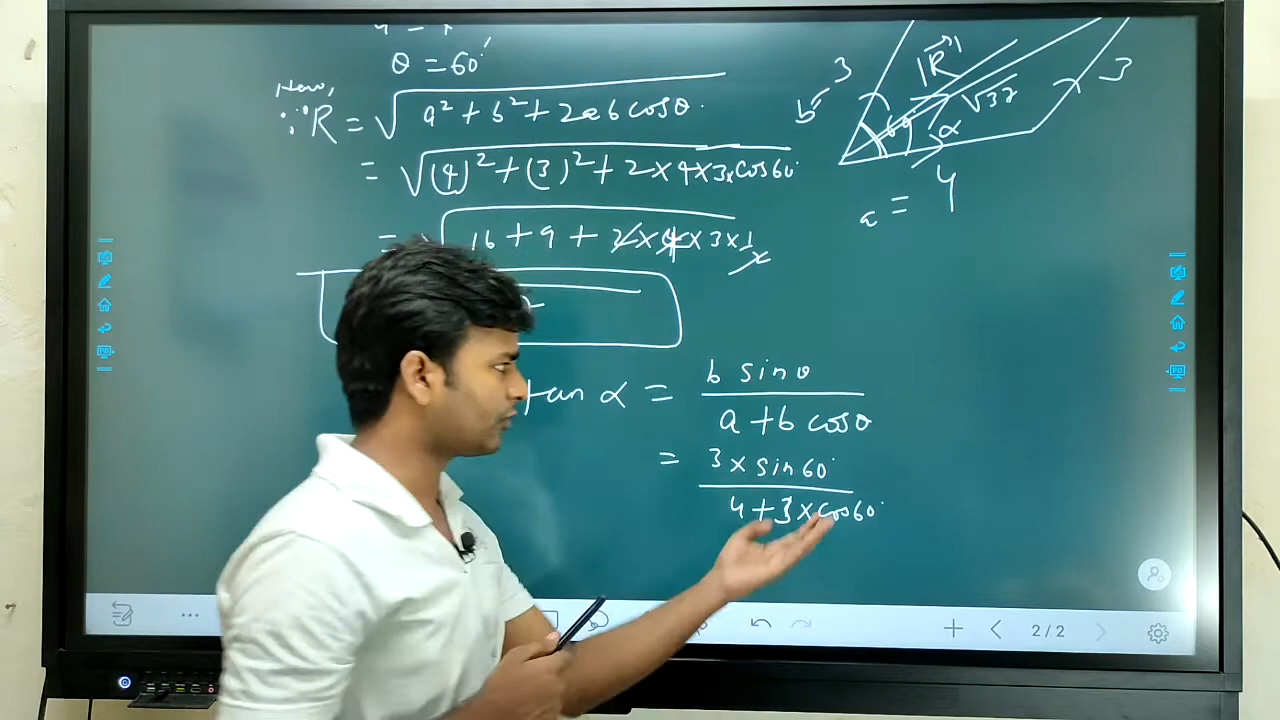 θ = 60°
Now,
∵ R = √(a² + b² + 2ab cosθ)
= √((4)² + (3)² + 2×4×3×cos60°)
= √(16 + 9 + 2×4×3×1/2)
tan α = (b sinθ)/(a + b cosθ)
= (3 × sin60°)/(4 + 3 × cos60°)
3
|R⃗|
√37
3
b
60
α
a = 4
2/2